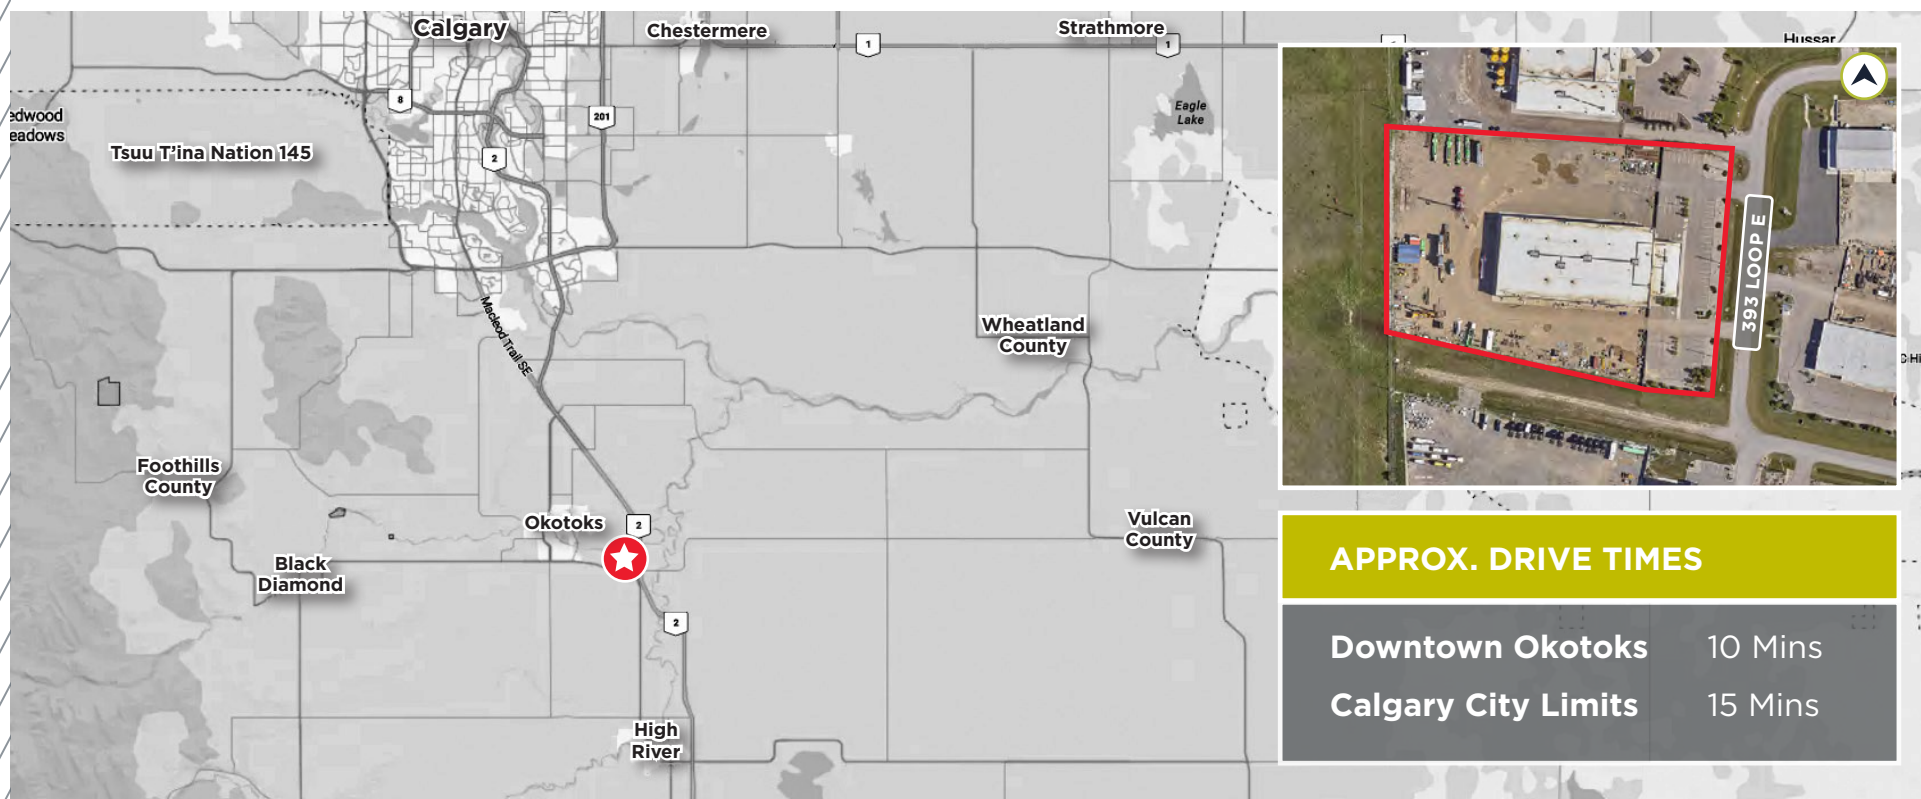 Calgary
Chestermere
Strathmore
Hussar
1
1
8
201
2
Eagle
Lake
Tsuu T'ina Nation 145
Macleod Trail SE
Wheatland
County
Foothills
County
Okotoks
2
Vulcan
County
Black
Diamond
2
High
River
393 LOOP E
APPROX. DRIVE TIMES
Downtown Okotoks 10 Mins
Calgary City Limits 15 Mins